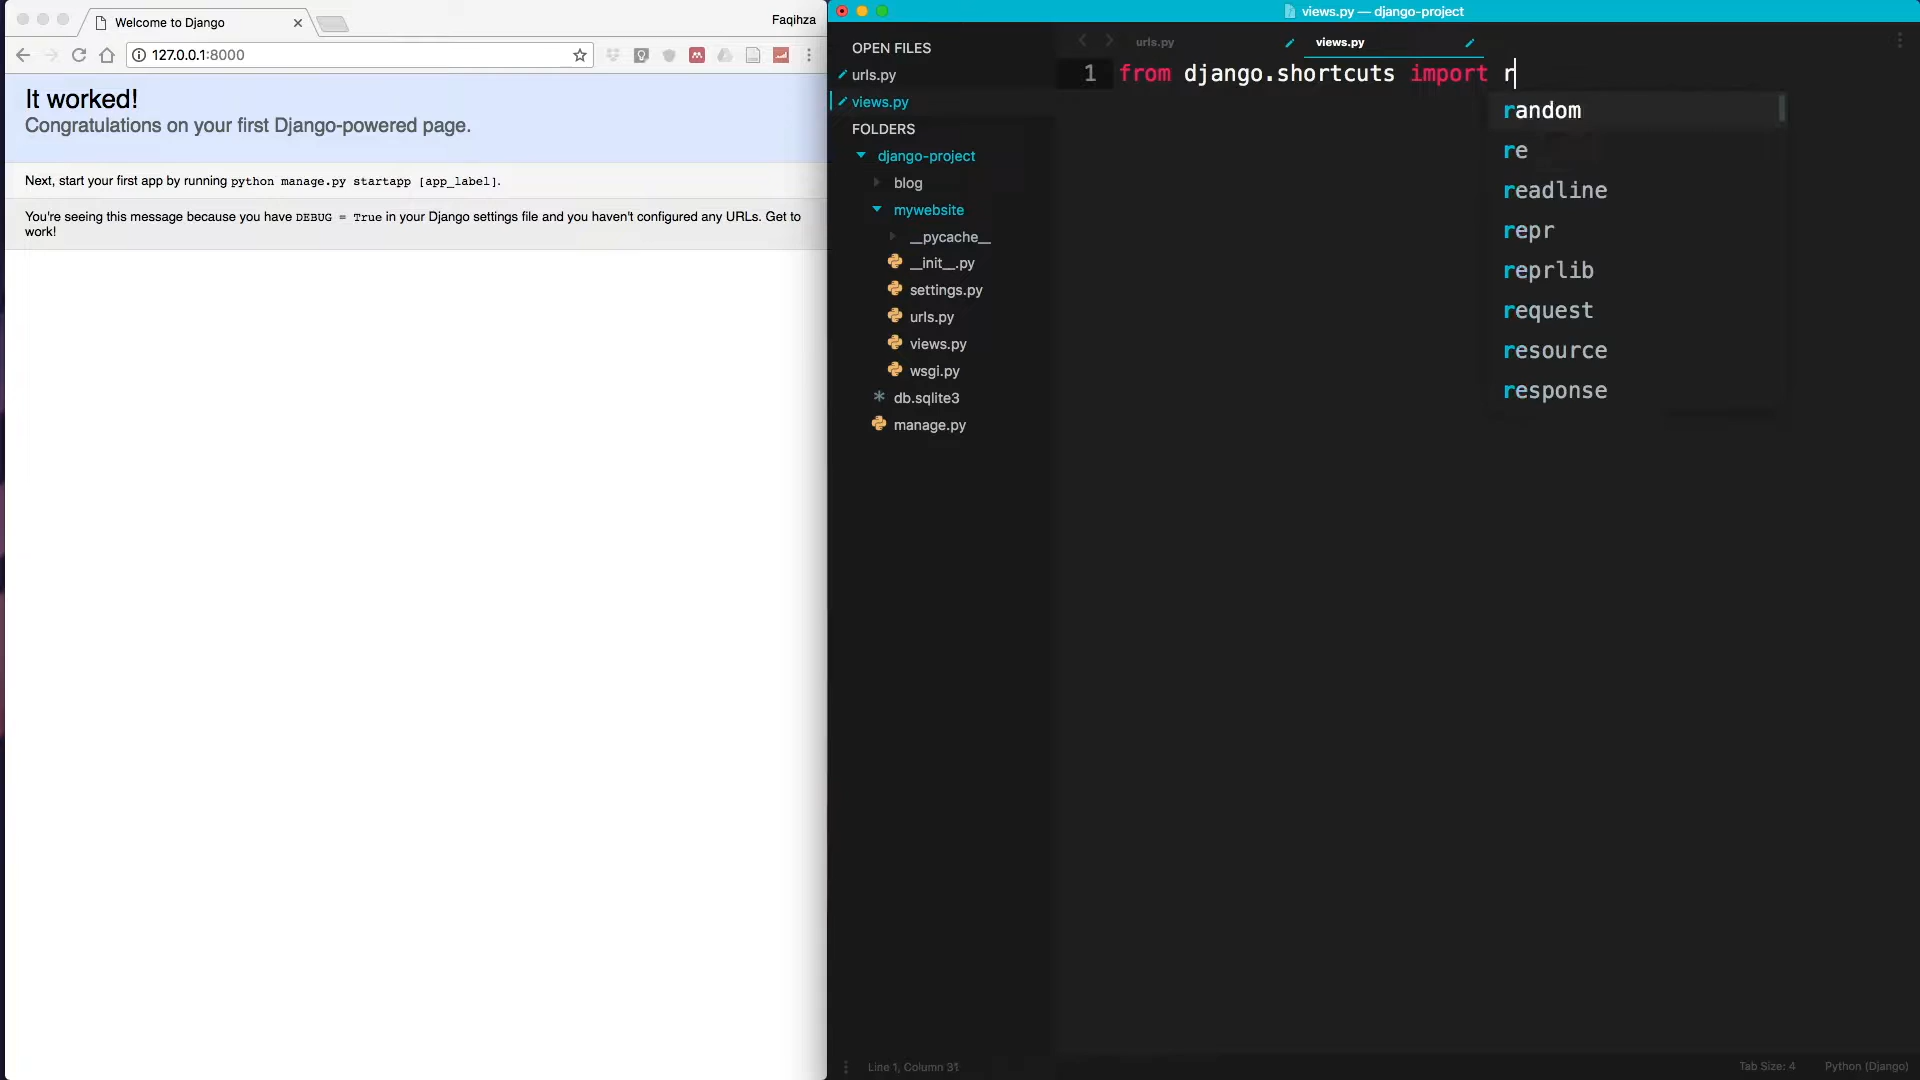 Welcome to Django
Faqihza
127.0.0.1:8000
It worked!
Congratulations on your first Django-powered page.
Next, start your first app by running python manage.py startapp [app_label].
You're seeing this message because you have DEBUG = True in your Django settings file and you haven't configured any URLs. Get to
work!
views.py — django-project
OPEN FILES
urls.py
views.py
FOLDERS
django-project
blog
mywebsite
__pycache__
__init__.py
settings.py
urls.py
views.py
wsgi.py
db.sqlite3
manage.py
urls.py
views.py
1 from django.shortcuts import r
random
re
readline
repr
reprlib
request
resource
response
Line 1, Column 31
Tab Size: 4
Python (Django)